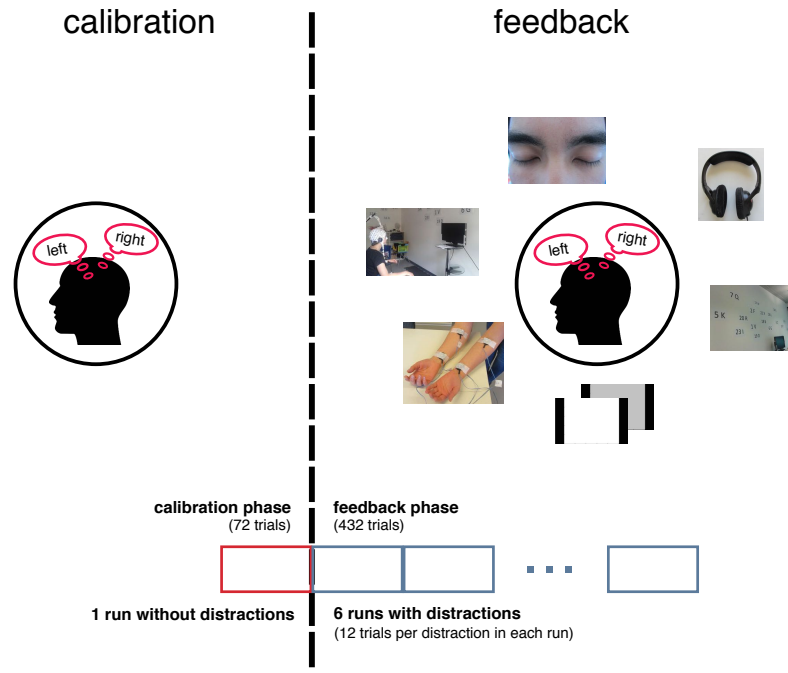 calibration
feedback
left
right
left
right
5 K
calibration phase
(72 trials)
feedback phase
(432 trials)
1 run without distractions
6 runs with distractions
(12 trials per distraction in each run)